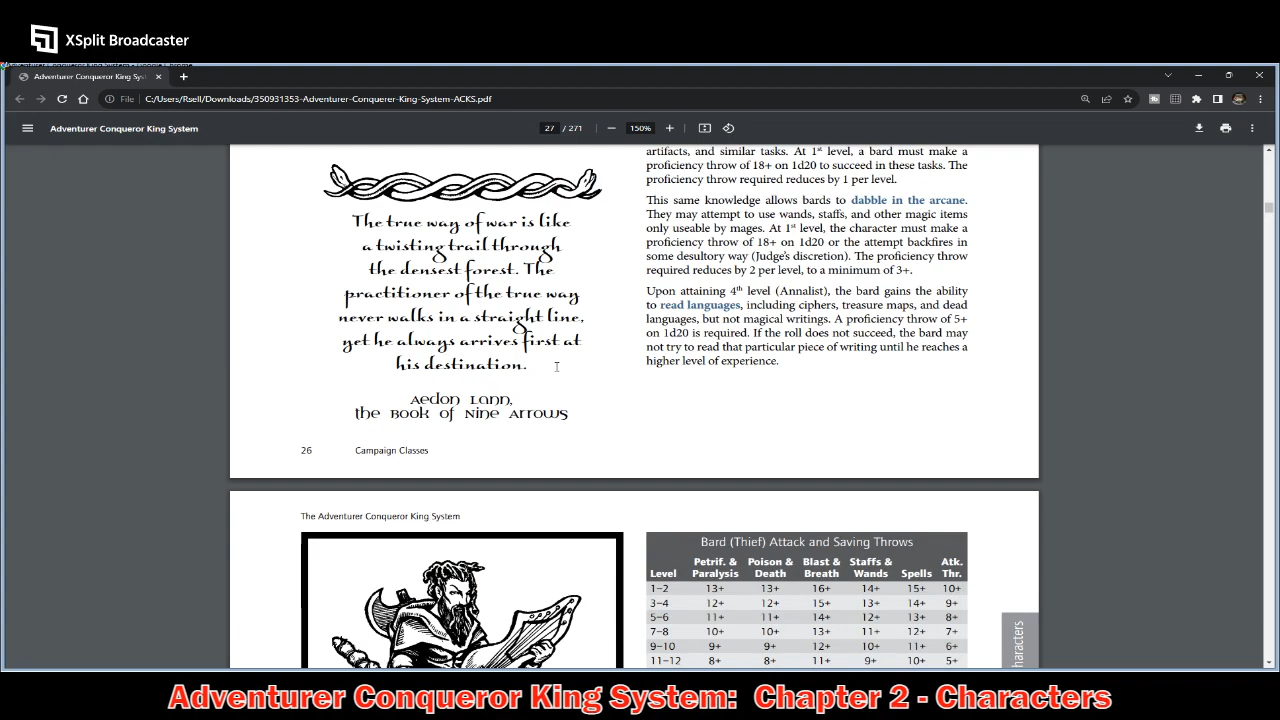 XSplit Broadcaster
Adventurer Conqueror King Sys
File
C:/Users/Rsell/Downloads/350931353-Adventurer-Conquerer-King-System-ACKS.pdf
Adventurer Conqueror King System
27 / 271
150%
The true way of war is like
a twisting trail through
the densest forest. The
practitioner of the true way
never walks in a straight line,
yet he always arrives first at
his destination.
Aedon Lann,
the Book of Nine Arrows
26 Campaign Classes
artifacts, and similar tasks. At 1st level, a bard must make a
proficiency throw of 18+ on 1d20 to succeed in these tasks. The
proficiency throw required reduces by 1 per level.
This same knowledge allows bards to dabble in the arcane.
They may attempt to use wands, staffs, and other magic items
only useable by mages. At 1st level, the character must make a
proficiency throw of 18+ on 1d20 or the attempt backfires in
some desultory way (Judge's discretion). The proficiency throw
required reduces by 2 per level, to a minimum of 3+.
Upon attaining 4th level (Annalist), the bard gains the ability
to read languages, including ciphers, treasure maps, and dead
languages, but not magical writings. A proficiency throw of 5+
on 1d20 is required. If the roll does not succeed, the bard may
not try to read that particular piece of writing until he reaches a
higher level of experience.
The Adventurer Conqueror King System
Bard (Thief) Attack and Saving Throws
Petrif. & Poison & Blast & Staffs & Atk.
Level Paralysis Death Breath Wands Spells Thr.
1–2 13+ 13+ 16+ 14+ 15+ 10+
3–4 12+ 12+ 15+ 13+ 14+ 9+
5–6 11+ 11+ 14+ 12+ 13+ 8+
7–8 10+ 10+ 13+ 11+ 12+ 7+
9–10 9+ 9+ 12+ 10+ 11+ 6+
11–12 8+ 8+ 11+ 9+ 10+ 5+
Adventurer Conqueror King System: Chapter 2 - Characters